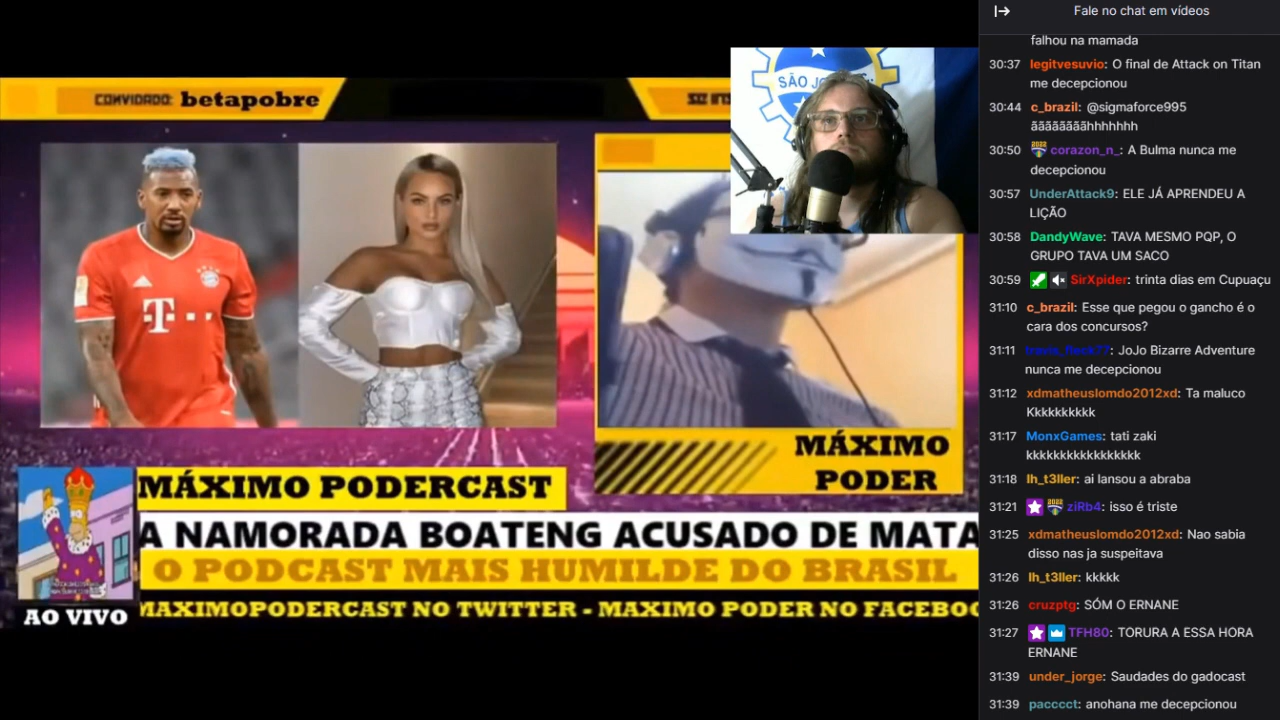 Fale no chat em vídeos
CONVIDADO: betapobre
SÃO JO
T
MÁXIMO
PODER
MÁXIMO PODERCAST
A NAMORADA BOATENG ACUSADO DE MATA
O PODCAST MAIS HUMILDE DO BRASIL
AO VIVO
MAXIMOPODERCAST NO TWITTER - MAXIMO PODER NO FACEBOO
falhou na mamada
30:37 legitvesuvio: O final de Attack on Titan
me decepcionou
30:44 c_brazil: @sigmaforce995
ãããããããăhhhhhhh
30:50 corazon_n_: A Bulma nunca me
decepcionou
30:57 UnderAttack9: ELE JÁ APRENDEU A
LIÇÃO
30:58 DandyWave: TAVA MESMO PQP, O
GRUPO TAVA UM SACO
30:59 SirXpider: trinta dias em Cupuaçu
31:10 c_brazil: Esse que pegou o gancho é o
cara dos concursos?
31:11 JoJo Bizarre Adventure
nunca me decepcionou
31:12 xdmatheuslomdo2012xd: Ta maluco
Kkkkkkkkkk
31:17 MonxGames: tati zaki
kkkkkkkkkkkkkkkkk
31:18 lh_t3ller: ai lansou a abraba
31:21 ziRb4: isso é triste
31:25 xdmatheuslomdo2012xd: Nao sabia
disso nas ja suspeitava
31:26 lh_t3ller: kkkkk
31:26 cruzptg: SÓM O ERNANE
31:27 TFH80: TORURA A ESSA HORA
ERNANE
31:39 under_jorge: Saudades do gadocast
31:39 pacccct: anohana me decepcionou